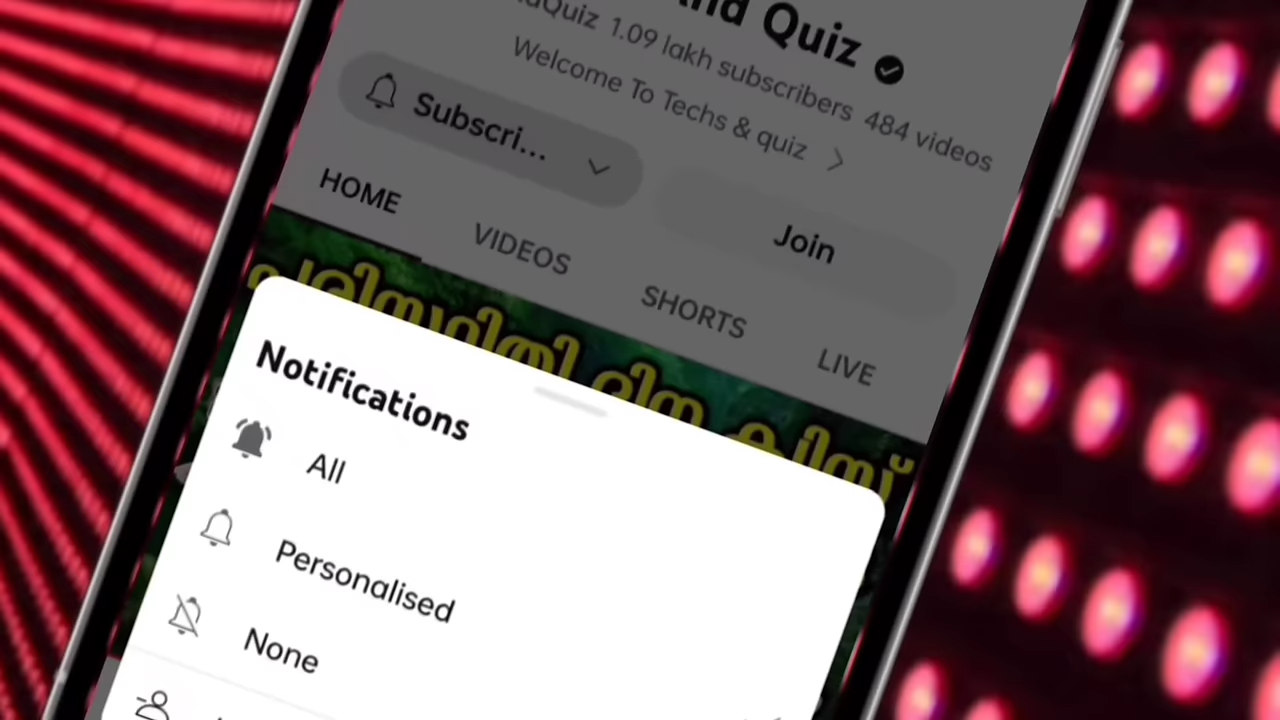 Quiz
1.09 lakh subscribers 484 videos
Welcome To Techs & quiz
Subscri...
Join
HOME
VIDEOS
SHORTS
LIVE
പരിസ്ഥിതി ദിന ക്വിസ്
Notifications
All
Personalised
None